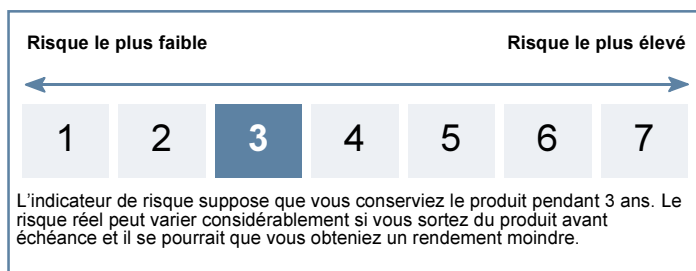 Risque le plus faible Risque le plus élevé
1 2 3 4 5 6 7
L'indicateur de risque suppose que vous conserviez le produit pendant 3 ans. Le
risque réel peut varier considérablement si vous sortez du produit avant
échéance et il se pourrait que vous obteniez un rendement moindre.